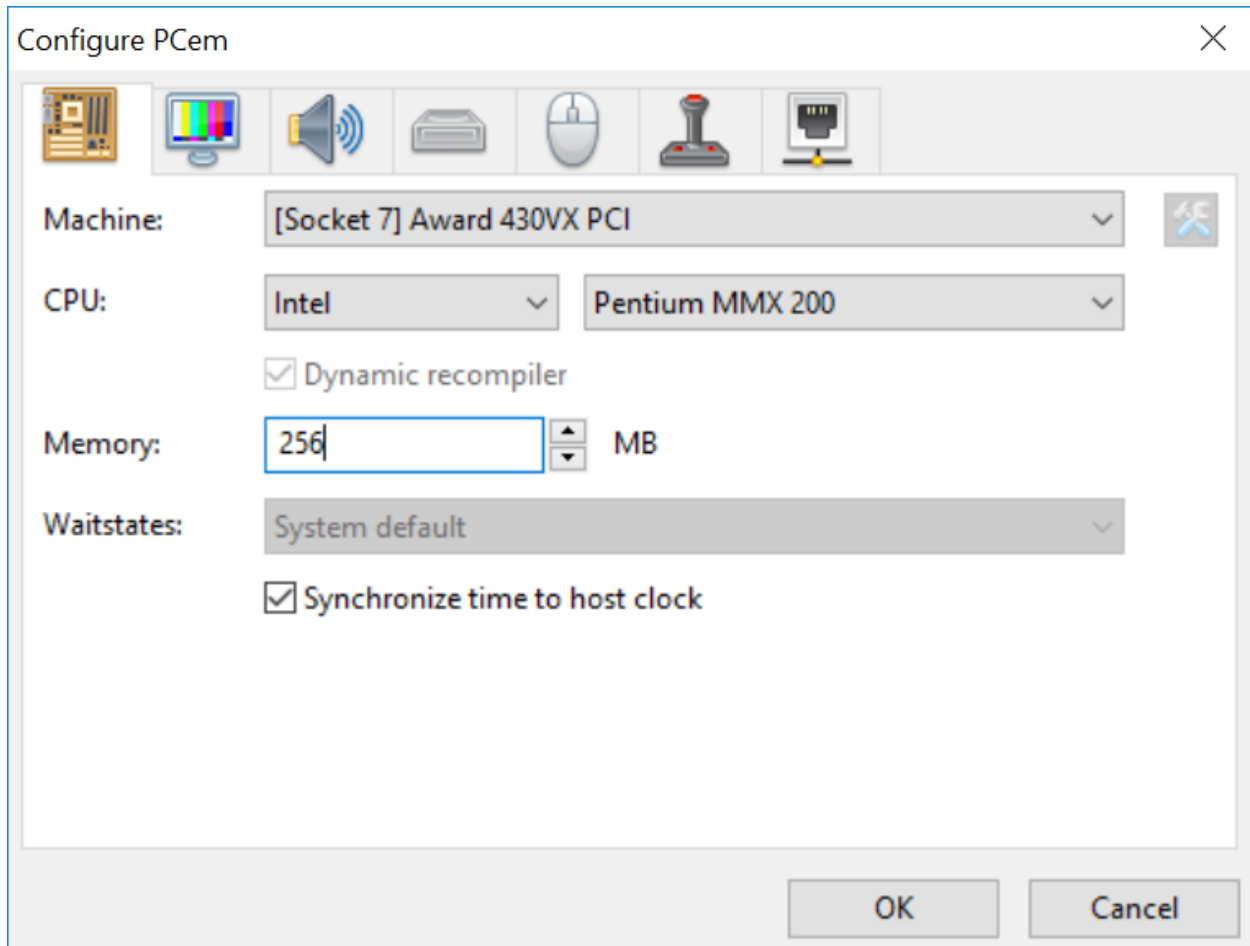 Configure PCem
Machine: [Socket 7] Award 430VX PCI
CPU: Intel Pentium MMX 200
Dynamic recompiler
Memory: 256 MB
Waitstates: System default
Synchronize time to host clock
OK Cancel